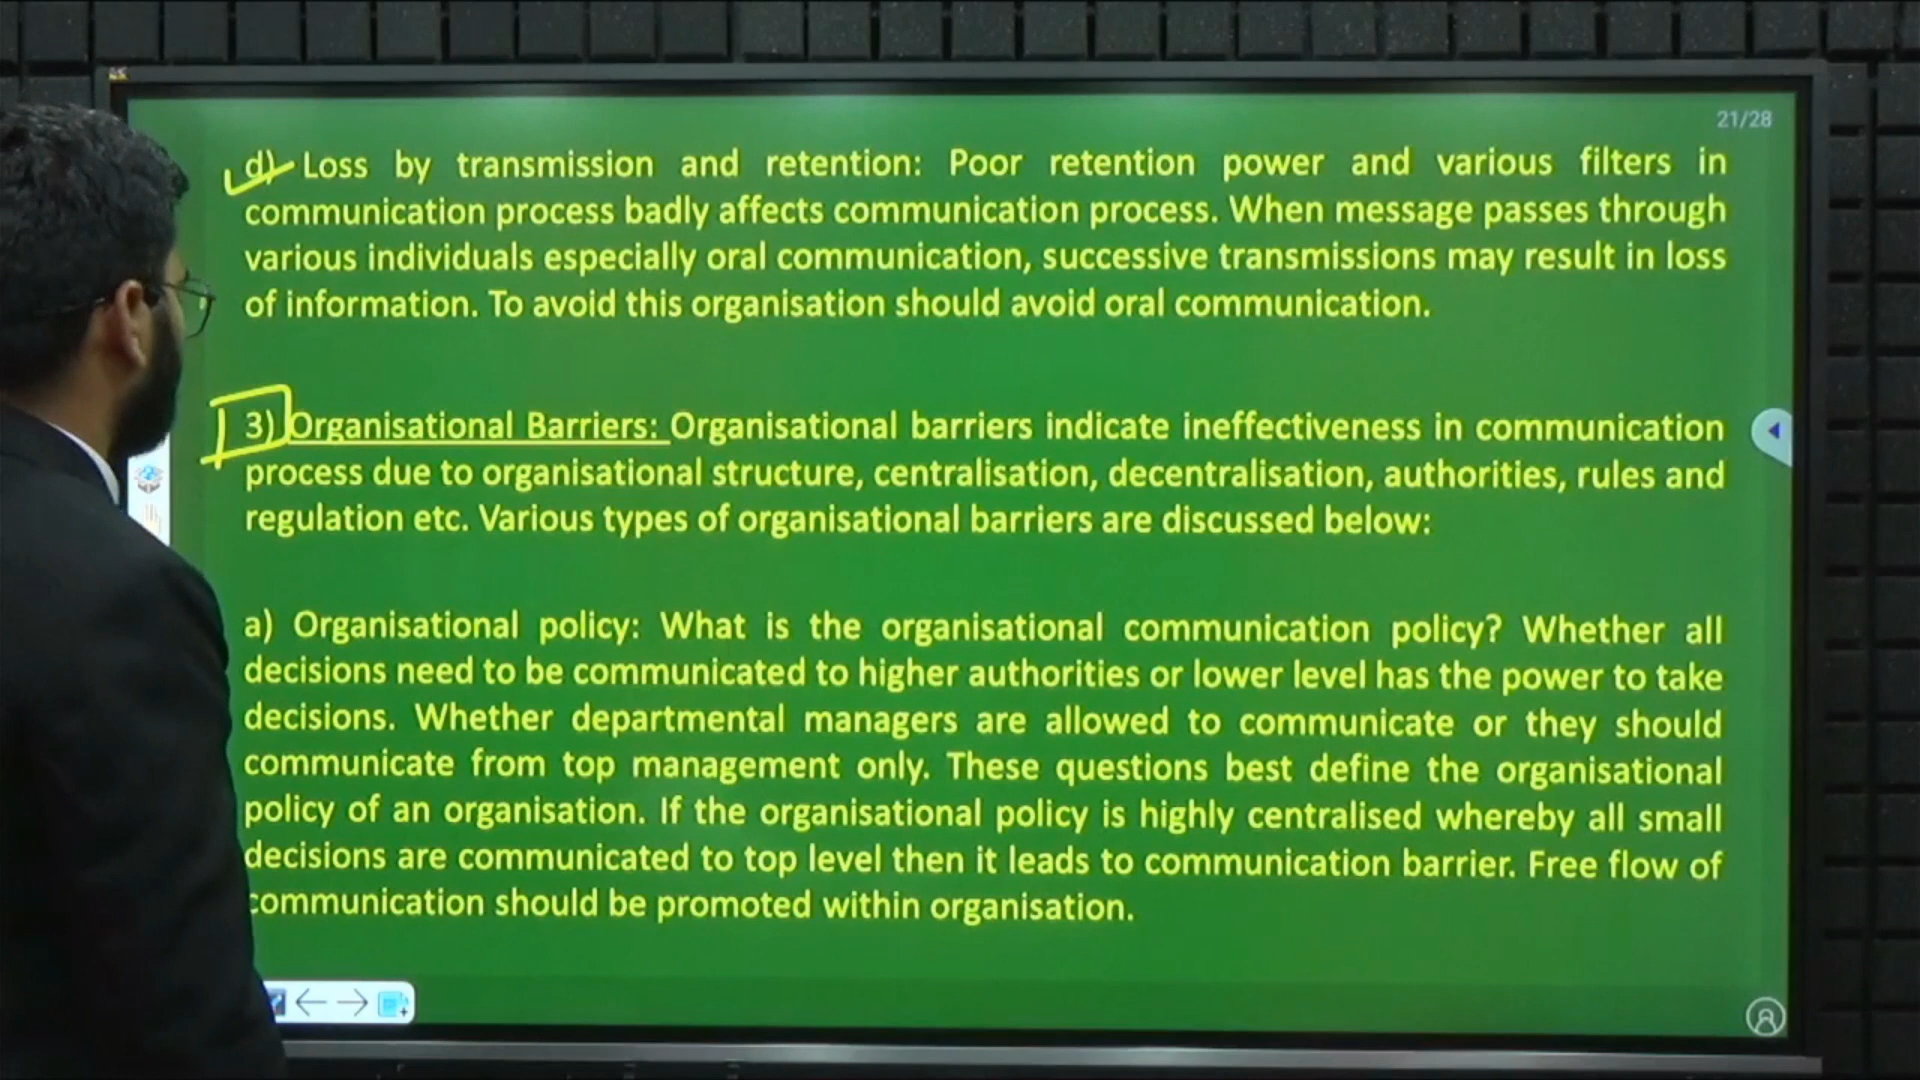 21/28
d) Loss by transmission and retention: Poor retention power and various filters in
communication process badly affects communication process. When message passes through
various individuals especially oral communication, successive transmissions may result in loss
of information. To avoid this organisation should avoid oral communication.
3) Organisational Barriers: Organisational barriers indicate ineffectiveness in communication
process due to organisational structure, centralisation, decentralisation, authorities, rules and
regulation etc. Various types of organisational barriers are discussed below:
a) Organisational policy: What is the organisational communication policy? Whether all
decisions need to be communicated to higher authorities or lower level has the power to take
decisions. Whether departmental managers are allowed to communicate or they should
communicate from top management only. These questions best define the organisational
policy of an organisation. If the organisational policy is highly centralised whereby all small
decisions are communicated to top level then it leads to communication barrier. Free flow of
communication should be promoted within organisation.